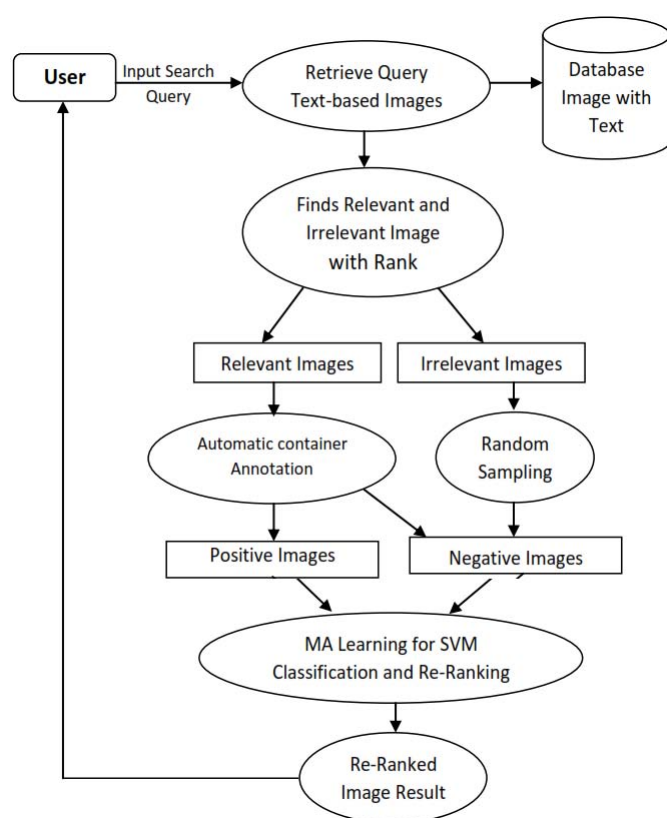 User
Input Search
Query
Retrieve Query
Text-based Images
Database
Image with
Text
Finds Relevant and
Irrelevant Image
with Rank
Relevant Images
Irrelevant Images
Automatic container
Annotation
Random
Sampling
Positive Images
Negative Images
MA Learning for SVM
Classification and Re-Ranking
Re-Ranked
Image Result